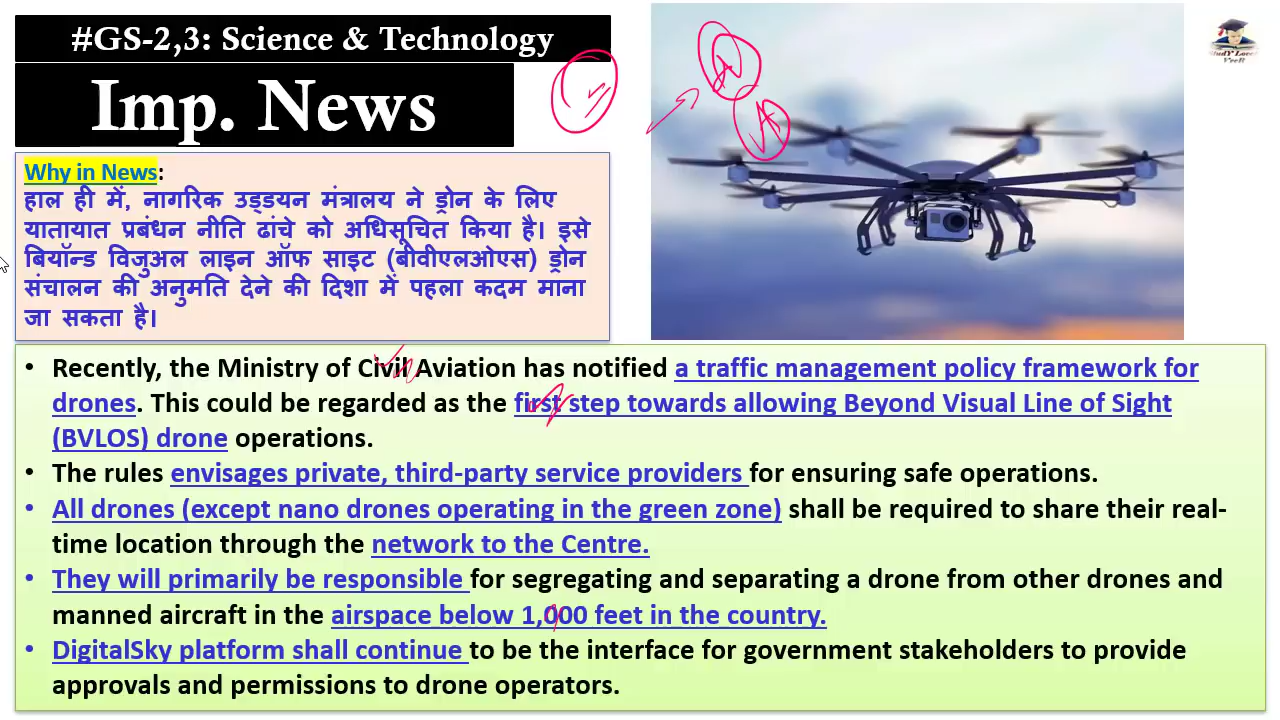 #GS-2,3: Science & Technology
Imp. News
Why in News:
हाल ही में, नागरिक उड्डयन मंत्रालय ने ड्रोन के लिए
यातायात प्रबंधन नीति ढांचे को अधिसूचित किया है। इसे
बियॉन्ड विजुअल लाइन ऑफ साइट (बीवीएलओएस) ड्रोन
संचालन की अनुमति देने की दिशा में पहला कदम माना
जा सकता है।
• Recently, the Ministry of Civil Aviation has notified a traffic management policy framework for
drones. This could be regarded as the first step towards allowing Beyond Visual Line of Sight
(BVLOS) drone operations.
• The rules envisages private, third-party service providers for ensuring safe operations.
• All drones (except nano drones operating in the green zone) shall be required to share their real-
time location through the network to the Centre.
• They will primarily be responsible for segregating and separating a drone from other drones and
manned aircraft in the airspace below 1,000 feet in the country.
• DigitalSky platform shall continue to be the interface for government stakeholders to provide
approvals and permissions to drone operators.